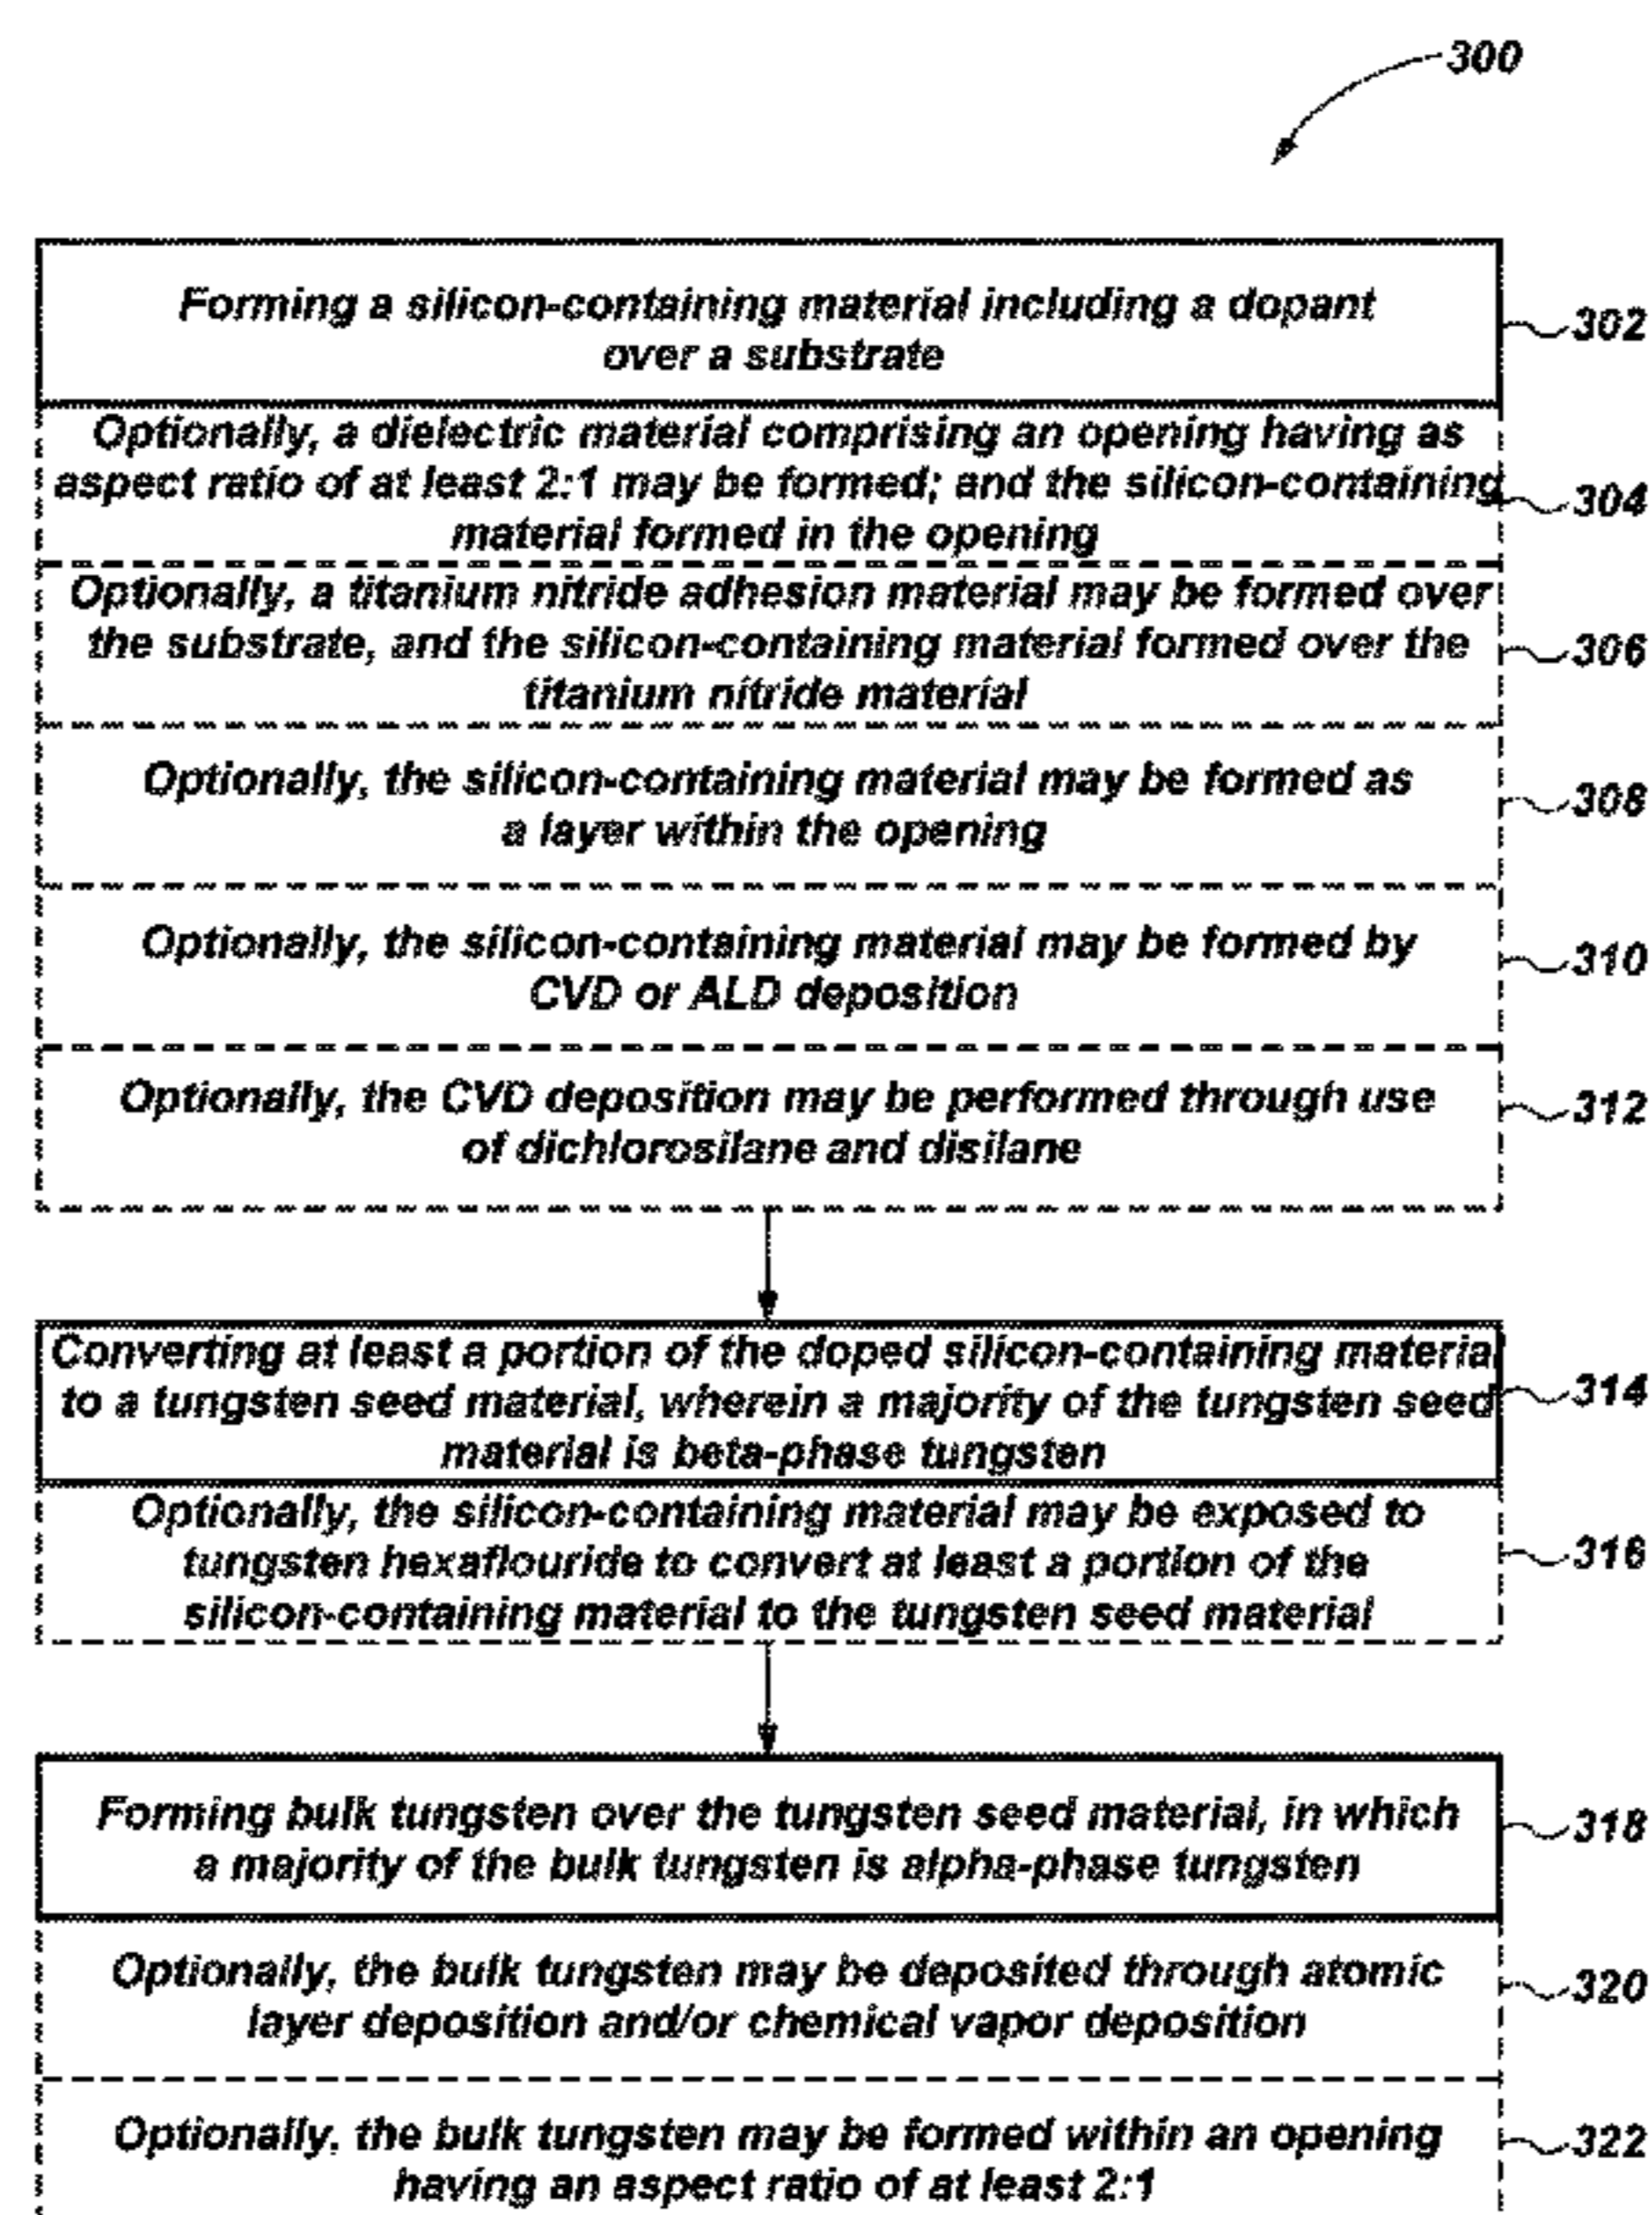 300
Forming a silicon-containing material including a dopant
over a substrate
302
Optionally, a dielectric material comprising an opening having as
aspect ratio of at least 2:1 may be formed; and the silicon-containing
material formed in the opening
304
Optionally, a titanium nitride adhesion material may be formed over
the substrate, and the silicon-containing material formed over the
titanium nitride material
306
Optionally, the silicon-containing material may be formed as
a layer within the opening
308
Optionally, the silicon-containing material may be formed by
CVD or ALD deposition
310
Optionally, the CVD deposition may be performed through use
of dichlorosilane and disilane
312
Converting at least a portion of the doped silicon-containing material
to a tungsten seed material, wherein a majority of the tungsten seed
material is beta-phase tungsten
314
Optionally, the silicon-containing material may be exposed to
tungsten hexaflouride to convert at least a portion of the
silicon-containing material to the tungsten seed material
316
Forming bulk tungsten over the tungsten seed material, in which
a majority of the bulk tungsten is alpha-phase tungsten
318
Optionally, the bulk tungsten may be deposited through atomic
layer deposition and/or chemical vapor deposition
320
Optionally, the bulk tungsten may be formed within an opening
having an aspect ratio of at least 2:1
322